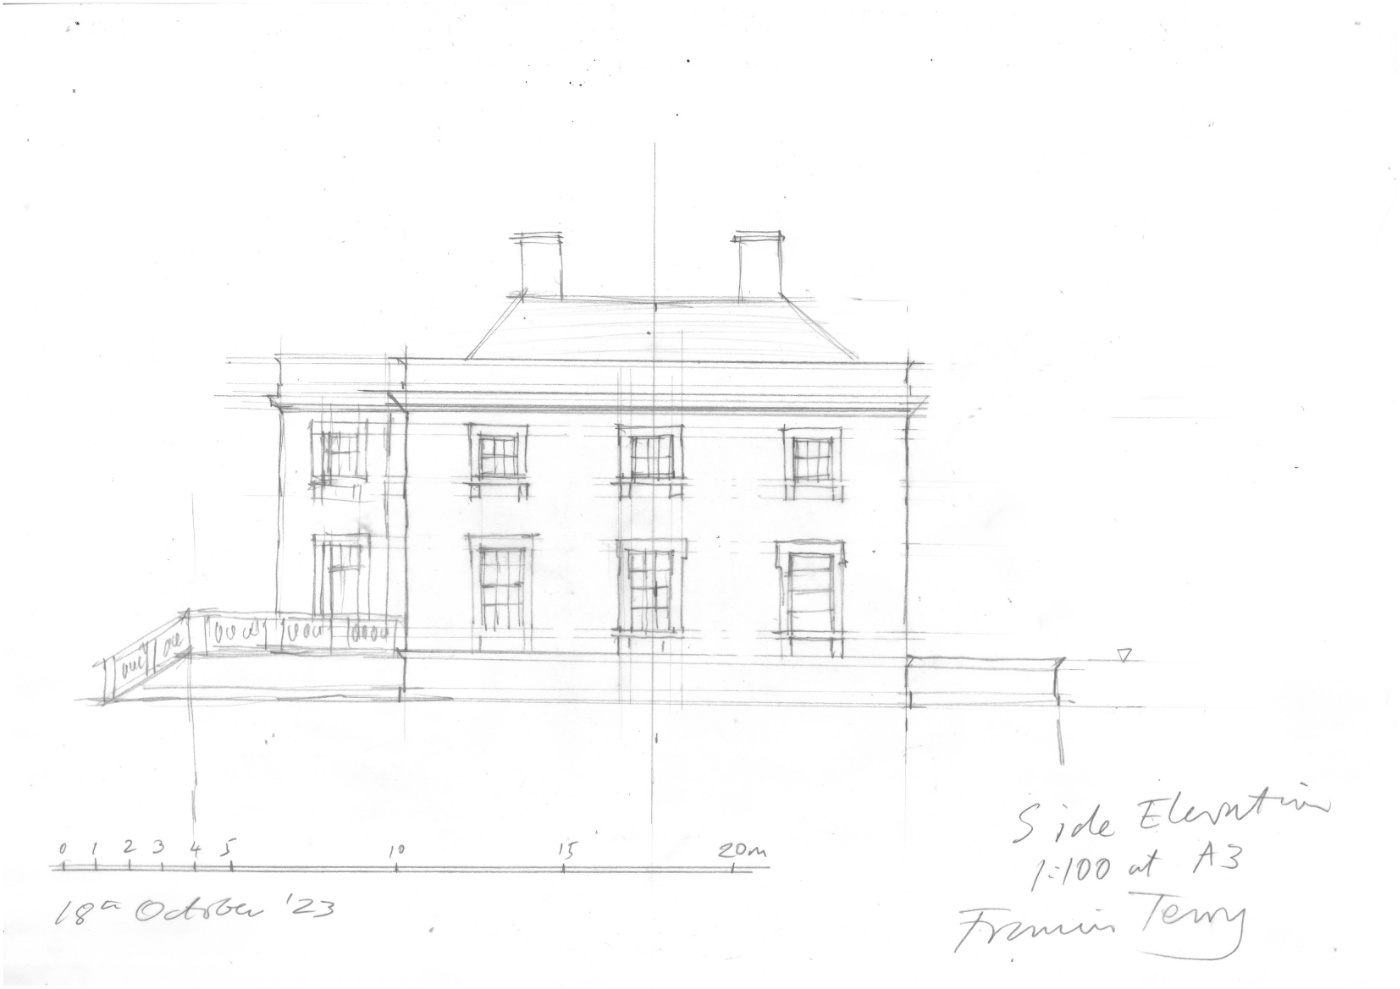 0 1 2 3 4 5 10 15 20m
18th October '23
Side Elevation
1:100 at A3
Francis Terry